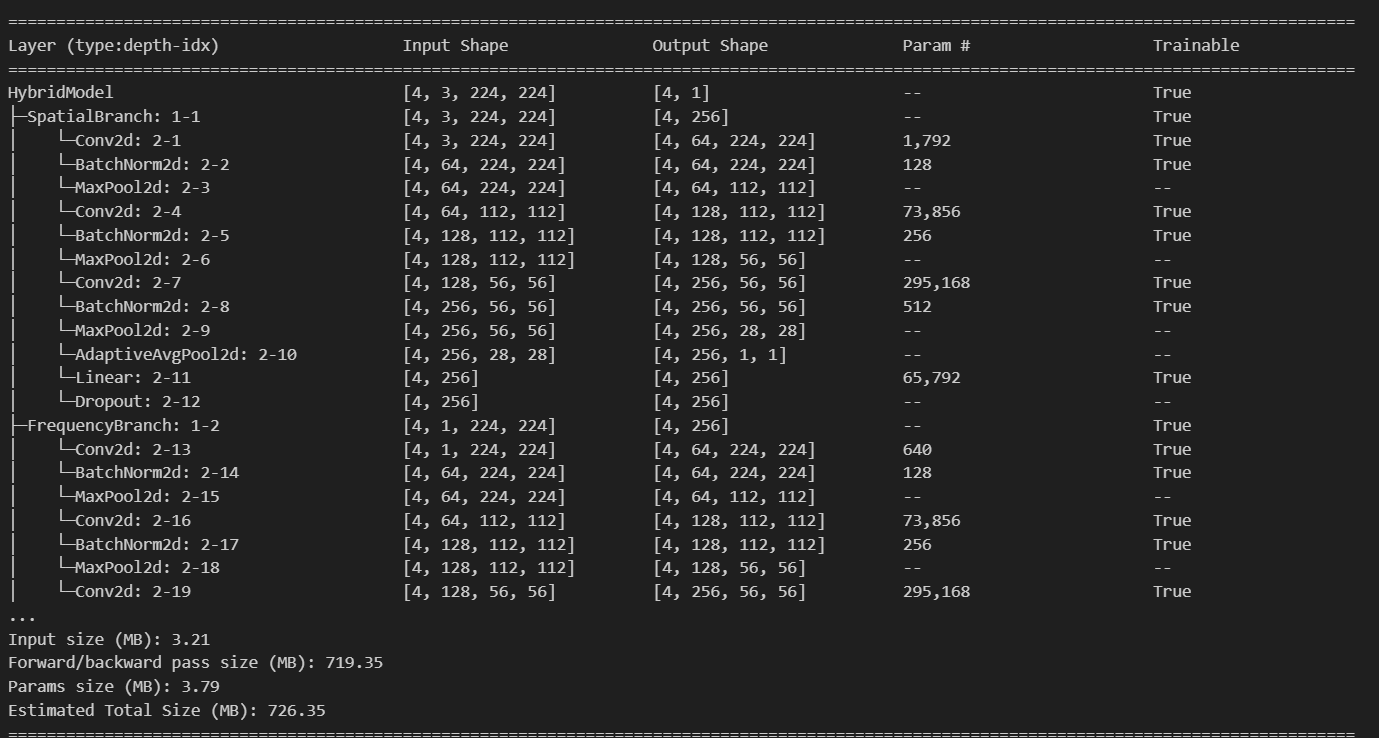 ============================================================================================================================================
Layer (type:depth-idx)                   Input Shape               Output Shape              Param #                   Trainable
============================================================================================================================================
HybridModel                              [4, 3, 224, 224]          [4, 1]                    --                        True
├─SpatialBranch: 1-1                     [4, 3, 224, 224]          [4, 256]                  --                        True
│    └─Conv2d: 2-1                       [4, 3, 224, 224]          [4, 64, 224, 224]         1,792                     True
│    └─BatchNorm2d: 2-2                  [4, 64, 224, 224]         [4, 64, 224, 224]         128                       True
│    └─MaxPool2d: 2-3                    [4, 64, 224, 224]         [4, 64, 112, 112]         --                        --
│    └─Conv2d: 2-4                       [4, 64, 112, 112]         [4, 128, 112, 112]        73,856                    True
│    └─BatchNorm2d: 2-5                  [4, 128, 112, 112]        [4, 128, 112, 112]        256                       True
│    └─MaxPool2d: 2-6                    [4, 128, 112, 112]        [4, 128, 56, 56]          --                        --
│    └─Conv2d: 2-7                       [4, 128, 56, 56]          [4, 256, 56, 56]          295,168                   True
│    └─BatchNorm2d: 2-8                  [4, 256, 56, 56]          [4, 256, 56, 56]          512                       True
│    └─MaxPool2d: 2-9                    [4, 256, 56, 56]          [4, 256, 28, 28]          --                        --
│    └─AdaptiveAvgPool2d: 2-10           [4, 256, 28, 28]          [4, 256, 1, 1]            --                        --
│    └─Linear: 2-11                      [4, 256]                  [4, 256]                  65,792                    True
│    └─Dropout: 2-12                     [4, 256]                  [4, 256]                  --                        --
├─FrequencyBranch: 1-2                   [4, 1, 224, 224]          [4, 256]                  --                        True
│    └─Conv2d: 2-13                      [4, 1, 224, 224]          [4, 64, 224, 224]         640                       True
│    └─BatchNorm2d: 2-14                 [4, 64, 224, 224]         [4, 64, 224, 224]         128                       True
│    └─MaxPool2d: 2-15                   [4, 64, 224, 224]         [4, 64, 112, 112]         --                        --
│    └─Conv2d: 2-16                      [4, 64, 112, 112]         [4, 128, 112, 112]        73,856                    True
│    └─BatchNorm2d: 2-17                 [4, 128, 112, 112]        [4, 128, 112, 112]        256                       True
│    └─MaxPool2d: 2-18                   [4, 128, 112, 112]        [4, 128, 56, 56]          --                        --
│    └─Conv2d: 2-19                      [4, 128, 56, 56]          [4, 256, 56, 56]          295,168                   True
...
Input size (MB): 3.21
Forward/backward pass size (MB): 719.35
Params size (MB): 3.79
Estimated Total Size (MB): 726.35
============================================================================================================================================